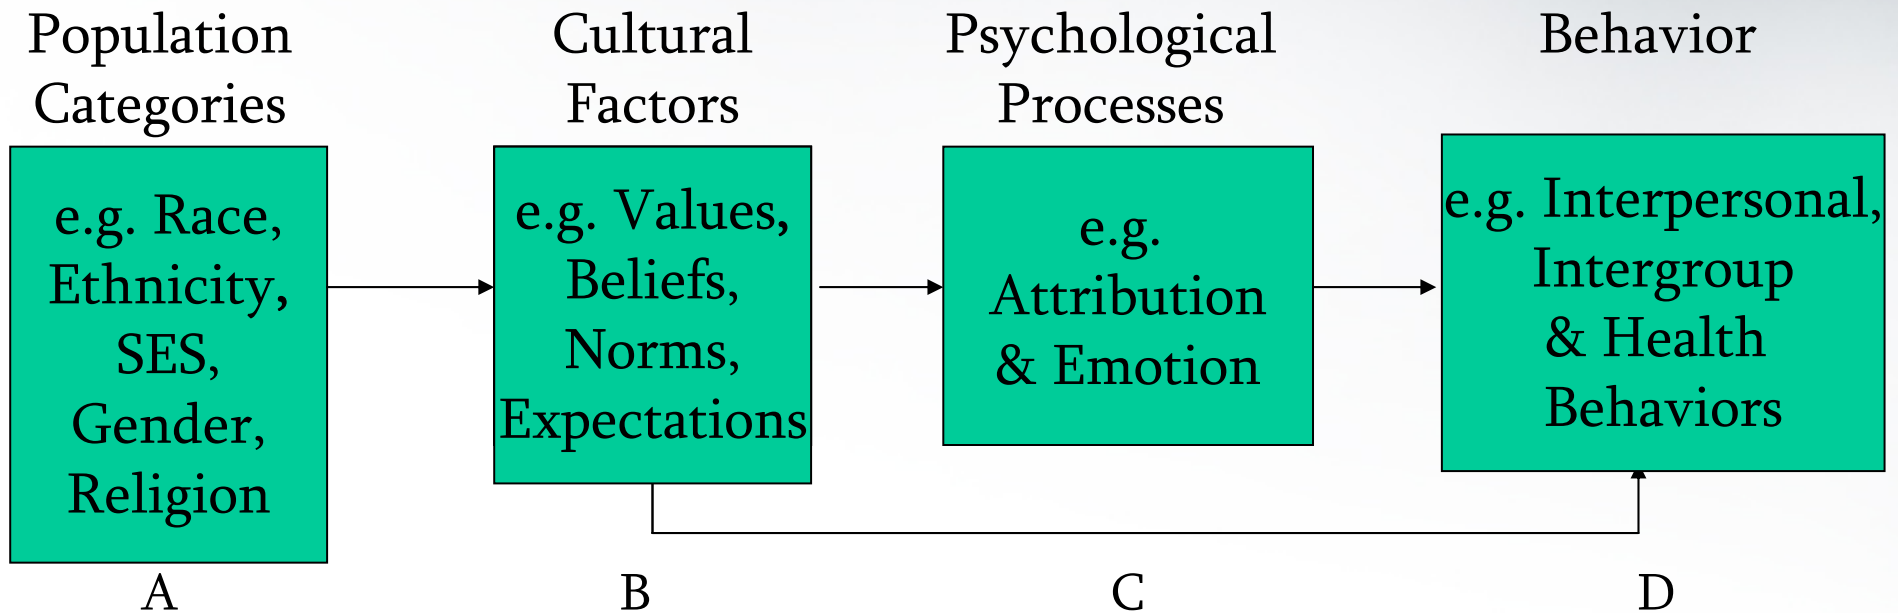 Population
Categories
e.g. Race,
Ethnicity,
SES,
Gender,
Religion
A
Cultural
Factors
e.g. Values,
Beliefs,
Norms,
Expectations
B
Psychological
Processes
e.g.
Attribution
& Emotion
C
Behavior
e.g. Interpersonal,
Intergroup
& Health
Behaviors
D